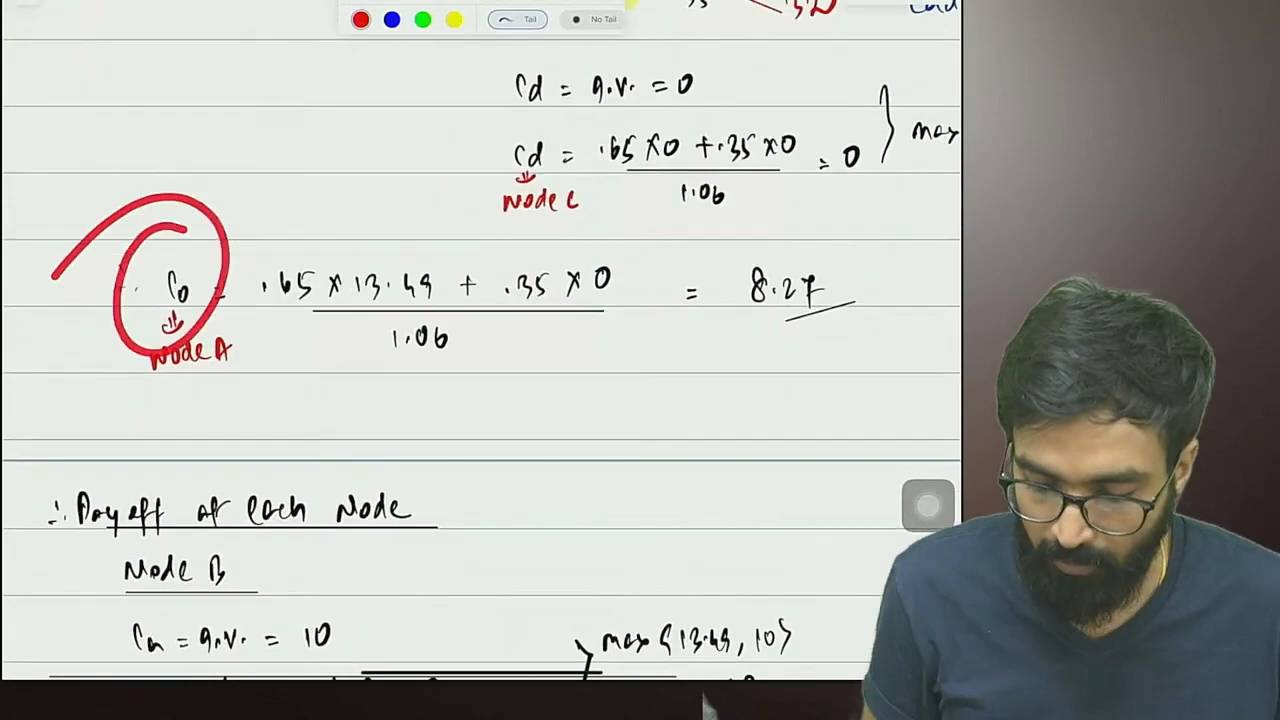 Tail No Tail
Cd = g.v. = 0
Cd = .65 X 0 + .35 X 0 = 0 } max
1.06
Node C
C0 = .65 X 13.49 + .35 X 0 = 8.27
1.06
Node A
∴ Payoff at each Node
Node B
Cu = g.v. = 10
max {13.49, 10}